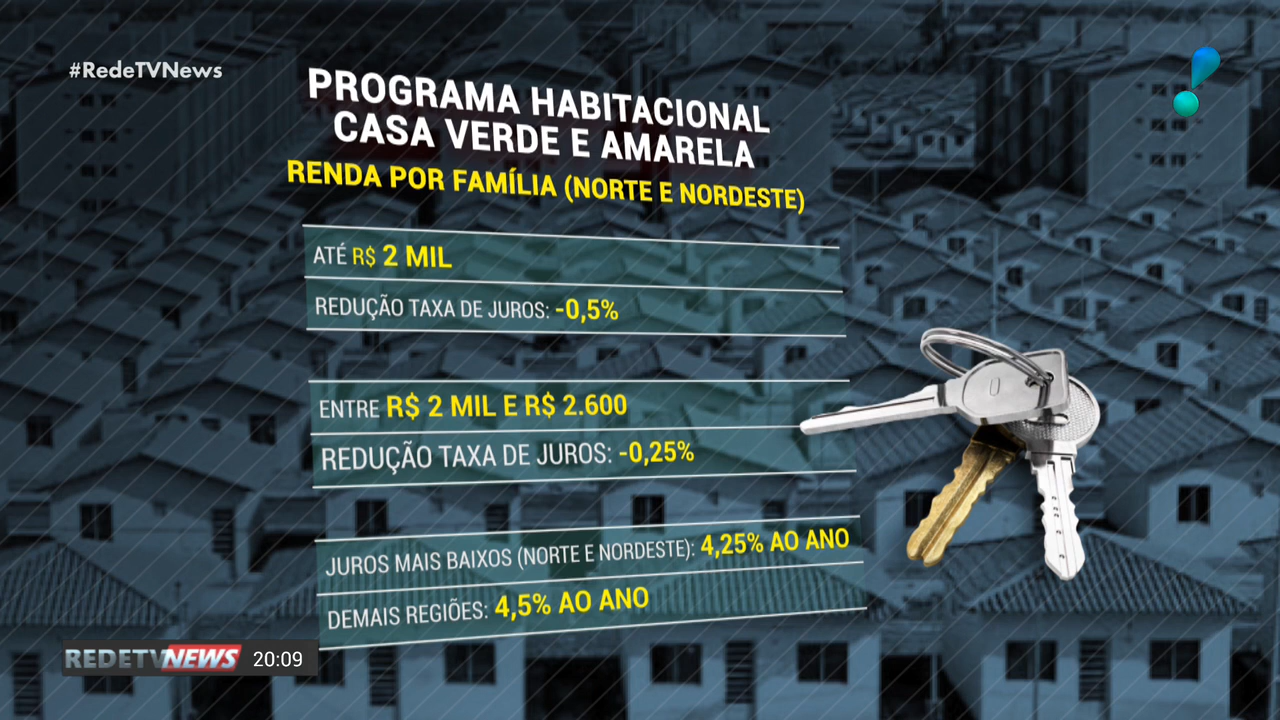 #RedeTVNews
PROGRAMA HABITACIONAL
CASA VERDE E AMARELA
RENDA POR FAMÍLIA (NORTE E NORDESTE)
ATÉ R$ 2 MIL
REDUÇÃO TAXA DE JUROS: -0,5%
ENTRE R$ 2 MIL E R$ 2.600
REDUÇÃO TAXA DE JUROS: -0,25%
JUROS MAIS BAIXOS (NORTE E NORDESTE): 4,25% AO ANO
DEMAIS REGIÕES: 4,5% AO ANO
REDETV NEWS 20:09